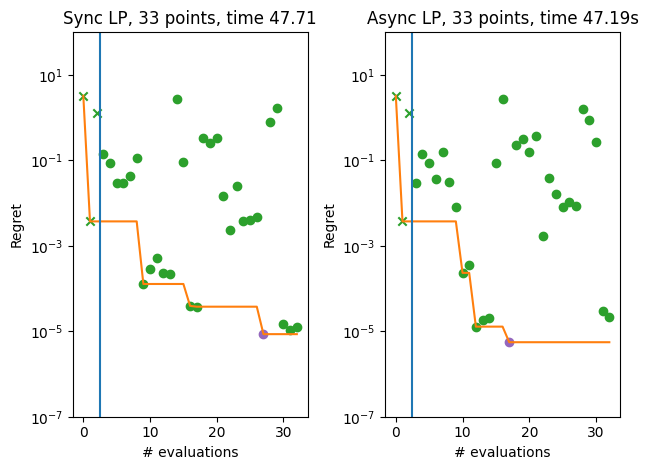 Sync LP, 33 points, time 47.71
Async LP, 33 points, time 47.19s
Regret
10¹
10⁻¹
10⁻³
10⁻⁵
10⁻⁷
0 10 20 30
# evaluations
Regret
10¹
10⁻¹
10⁻³
10⁻⁵
10⁻⁷
0 10 20 30
# evaluations